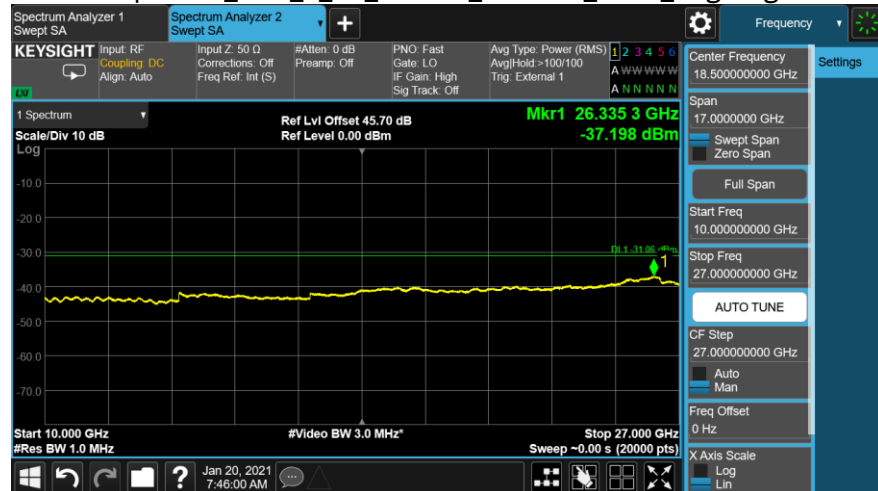 Spectrum Analyzer 1
Swept SA
Spectrum Analyzer 2
Swept SA
Frequency
KEYSIGHT
LXI
Input: RF
Coupling: DC
Align: Auto
Input Z: 50 Ω
Corrections: Off
Freq Ref: Int (S)
#Atten: 0 dB
Preamp: Off
PNO: Fast
Gate: LO
IF Gain: High
Sig Track: Off
Avg Type: Power (RMS)
Avg|Hold:>100/100
Trig: External 1
1 2 3 4 5 6
A W W W W W
A N N N N N
1 Spectrum
Scale/Div 10 dB
Log
Ref Lvl Offset 45.70 dB
Ref Level 0.00 dBm
Mkr1 26.335 3 GHz
-37.198 dBm
-10.0
-20.0
-30.0
-40.0
-50.0
-60.0
-70.0
DL1 -31.06 dBm
1
Start 10.000 GHz
#Res BW 1.0 MHz
#Video BW 3.0 MHz*
Stop 27.000 GHz
Sweep ~0.00 s (20000 pts)
?
Jan 20, 2021
7:46:00 AM
Center Frequency
18.500000000 GHz
Settings
Span
17.0000000 GHz
Swept Span
Zero Span
Full Span
Start Freq
10.000000000 GHz
Stop Freq
27.000000000 GHz
AUTO TUNE
CF Step
27.000000000 GHz
Auto
Man
Freq Offset
0 Hz
X Axis Scale
Log
Lin